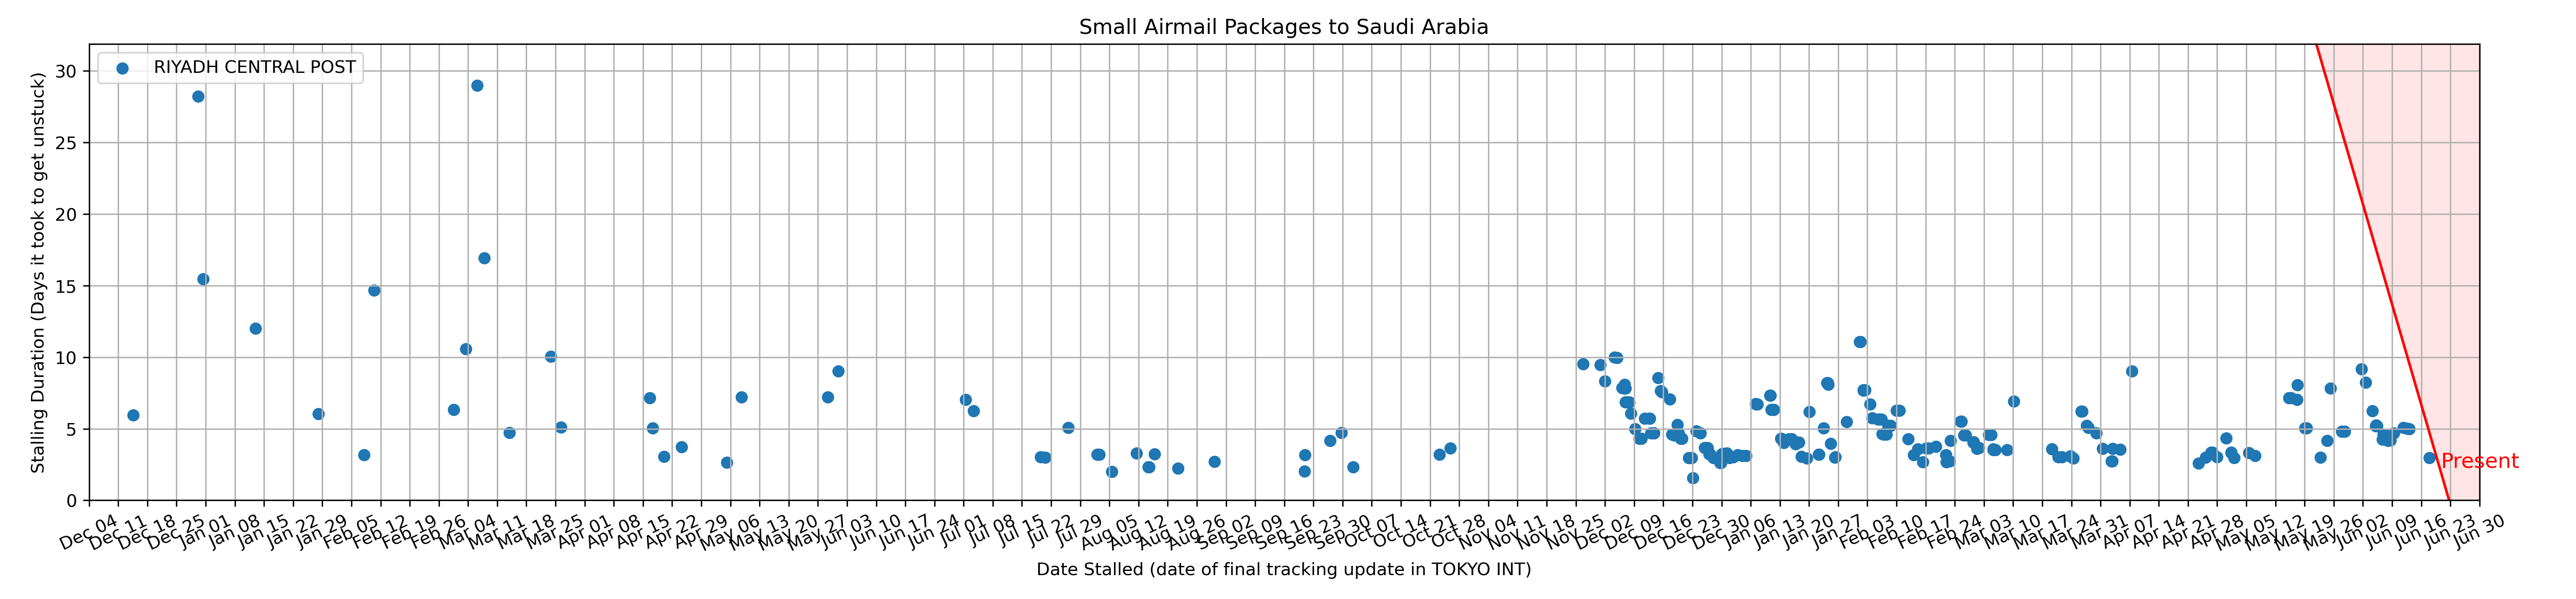 Small Airmail Packages to Saudi Arabia
RIYADH CENTRAL POST
Stalling Duration (Days it took to get unstuck)
30
25
20
15
10
5
0
Present
Dec 04 Dec 11 Dec 18 Dec 25 Jan 01 Jan 08 Jan 15 Jan 22 Jan 29 Feb 05 Feb 12 Feb 19 Feb 26 Mar 04 Mar 11 Mar 18 Mar 25 Apr 01 Apr 08 Apr 15 Apr 22 Apr 29 May 06 May 13 May 20 May 27 Jun 03 Jun 10 Jun 17 Jun 24 Jul 01 Jul 08 Jul 15 Jul 22 Jul 29 Aug 05 Aug 12 Aug 19 Aug 26 Sep 02 Sep 09 Sep 16 Sep 23 Sep 30 Oct 07 Oct 14 Oct 21 Oct 28 Nov 04 Nov 11 Nov 18 Nov 25 Dec 02 Dec 09 Dec 16 Dec 23 Dec 30 Jan 06 Jan 13 Jan 20 Jan 27 Feb 03 Feb 10 Feb 17 Feb 24 Mar 03 Mar 10 Mar 17 Mar 24 Mar 31 Apr 07 Apr 14 Apr 21 Apr 28 May 05 May 12 May 19 May 26 Jun 02 Jun 09 Jun 16 Jun 23 Jun 30
Date Stalled (date of final tracking update in TOKYO INT)